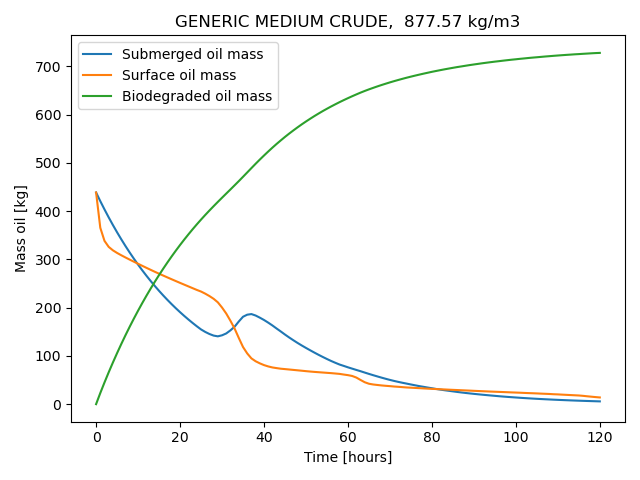 GENERIC MEDIUM CRUDE,  877.57 kg/m3
Submerged oil mass
Surface oil mass
Biodegraded oil mass
Mass oil [kg]
700
600
500
400
300
200
100
0
0 20 40 60 80 100 120
Time [hours]